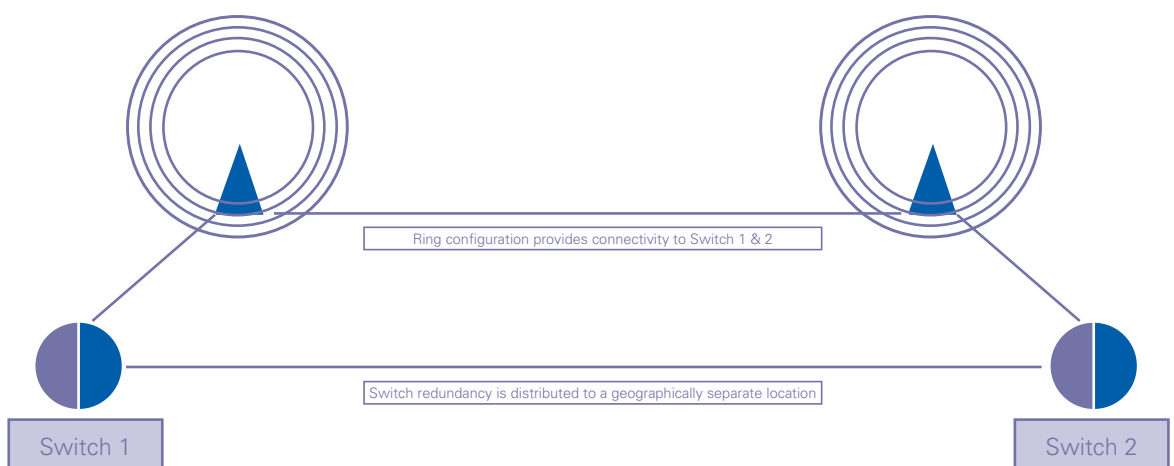 Ring configuration provides connectivity to Switch 1 & 2
Switch redundancy is distributed to a geographically separate location
Switch 1
Switch 2